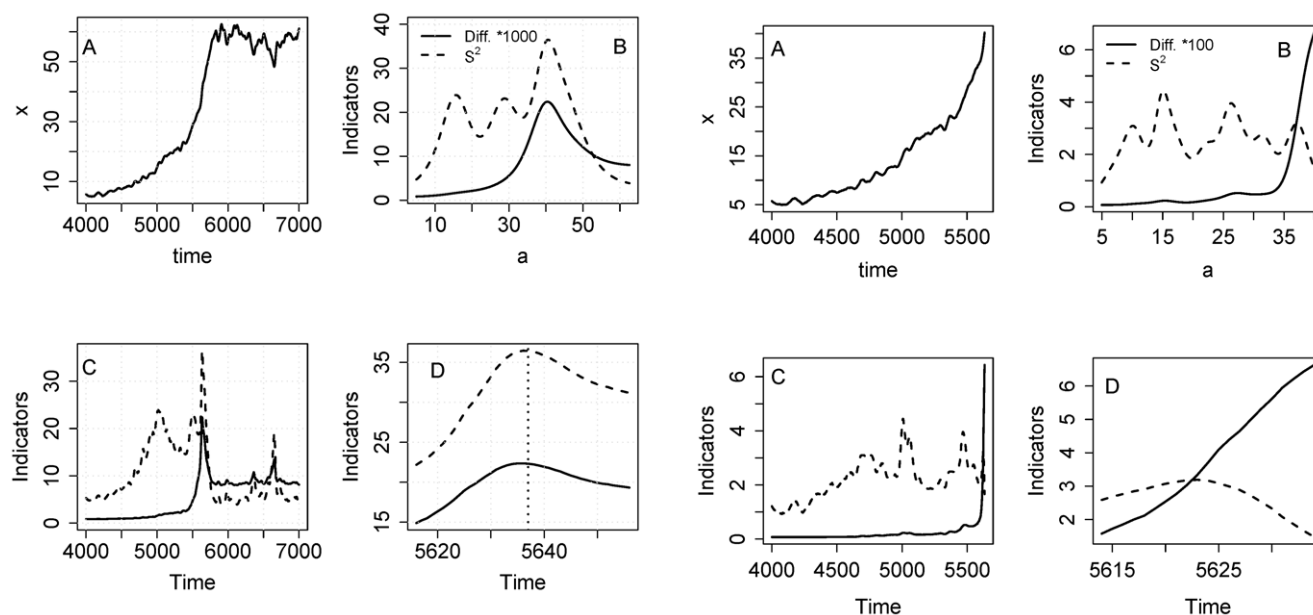 A
x
10 30 50
4000 5000 6000 7000
time
B
Diff. *1000
S²
Indicators
0 10 20 30 40
10 30 50
a
A
x
5 15 25 35
4000 4500 5000 5500
time
B
Diff. *100
S²
Indicators
0 2 4 6
5 15 25 35
a
C
Indicators
0 10 20 30
4000 5000 6000 7000
Time
D
Indicators
15 25 35
5620 5640
Time
C
Indicators
0 2 4 6
4000 4500 5000 5500
Time
D
Indicators
2 3 4 5 6
5615 5625
Time